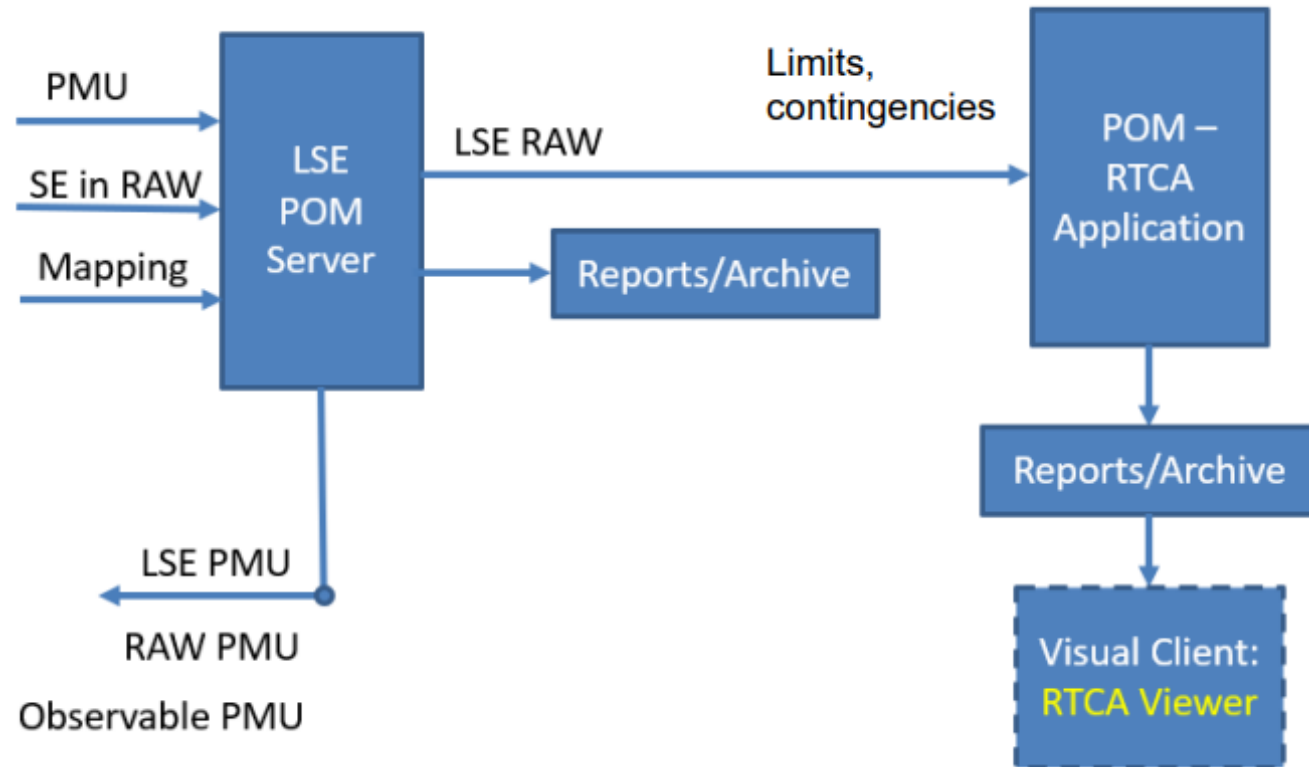 PMU
SE in RAW
Mapping
LSE
POM
Server
LSE RAW
Reports/Archive
Limits,
contingencies
POM –
RTCA
Application
Reports/Archive
Visual Client:
RTCA Viewer
LSE PMU
RAW PMU
Observable PMU